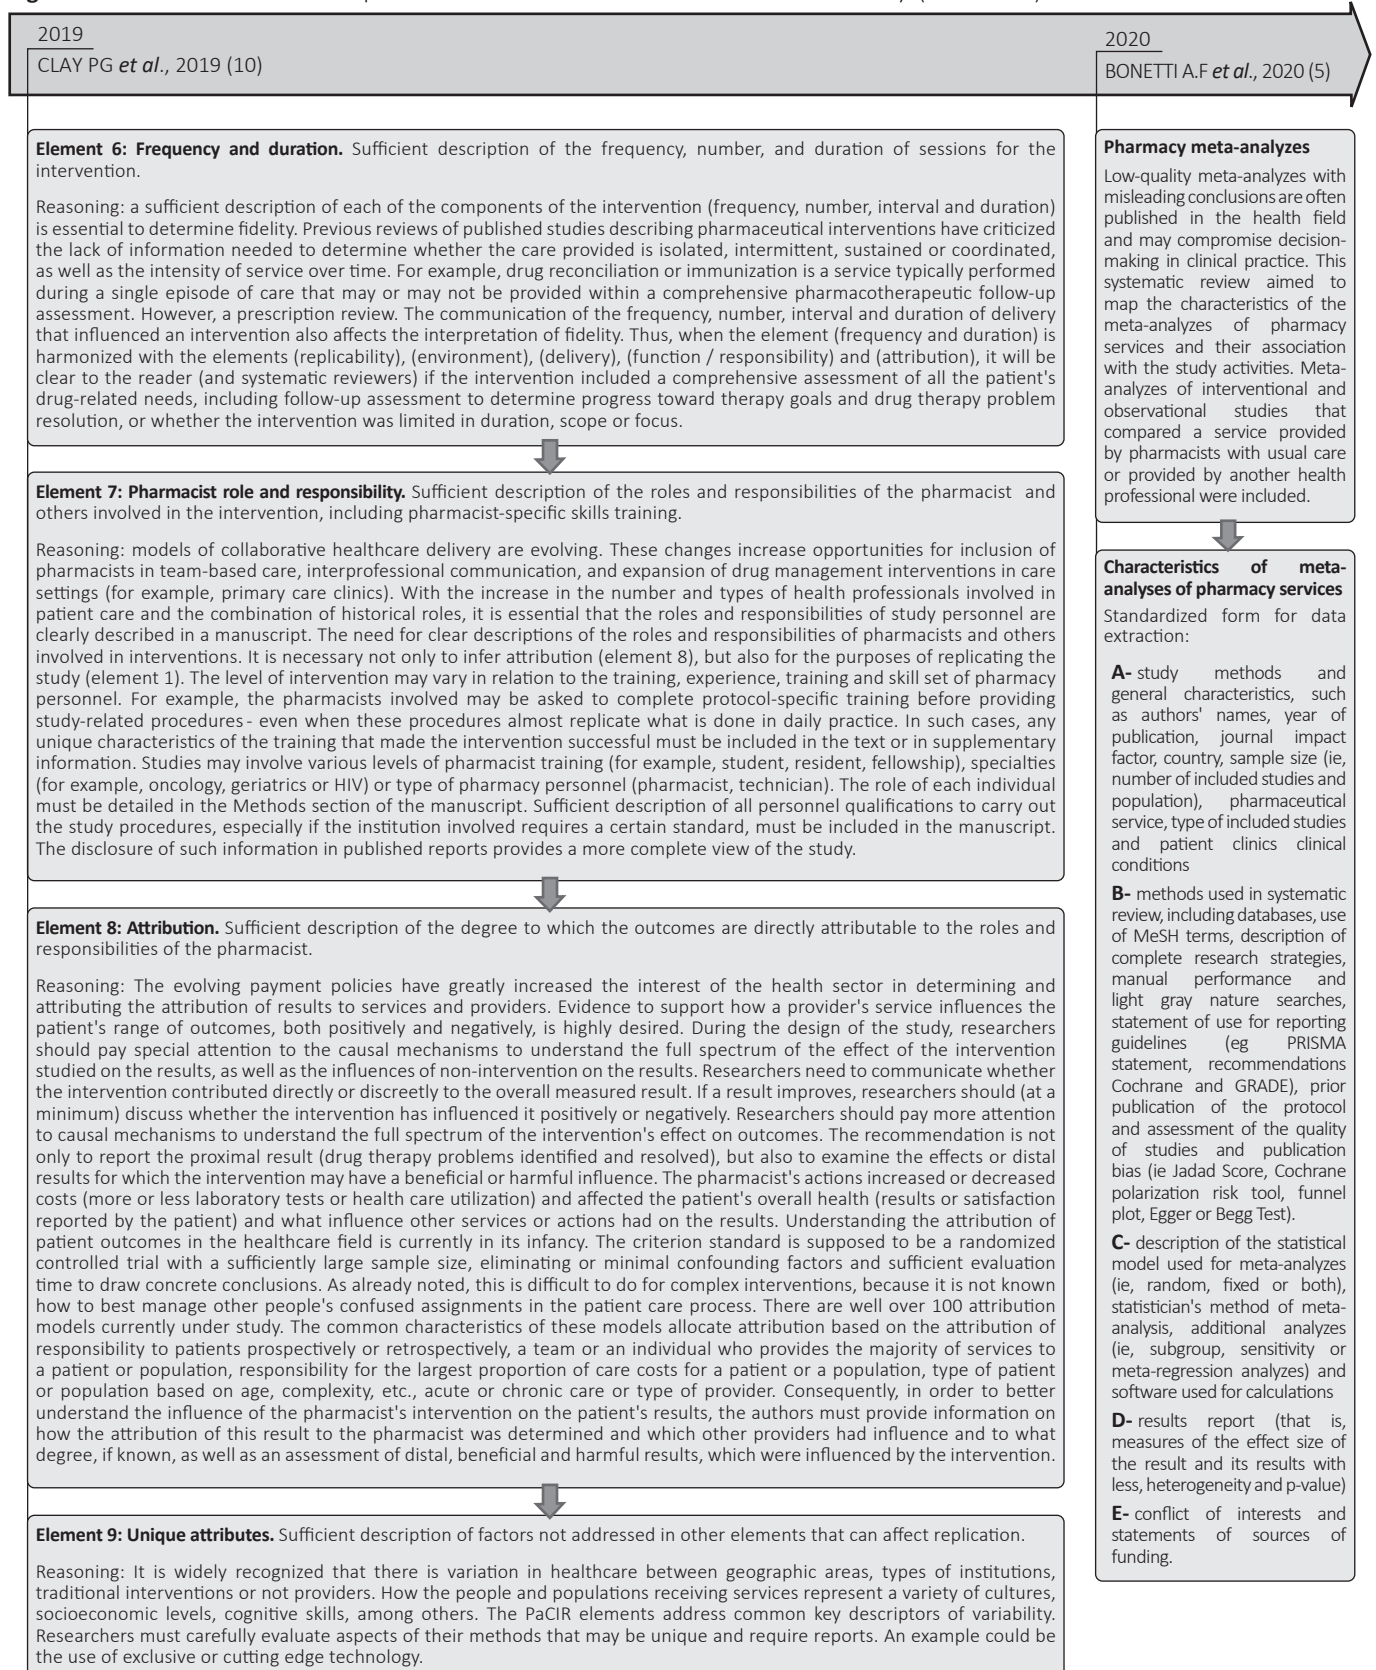 2019
CLAY PG et al., 2019 (10)
2020
BONETTI A.F et al., 2020 (5)
Element 6: Frequency and duration. Sufficient description of the frequency, number, and duration of sessions for the
intervention.
Reasoning: a sufficient description of each of the components of the intervention (frequency, number, interval and duration)
is essential to determine fidelity. Previous reviews of published studies describing pharmaceutical interventions have criticized
the lack of information needed to determine whether the care provided is isolated, intermittent, sustained or coordinated,
as well as the intensity of service over time. For example, drug reconciliation or immunization is a service typically performed
during a single episode of care that may or may not be provided within a comprehensive pharmacotherapeutic follow-up
assessment. However, a prescription review. The communication of the frequency, number, interval and duration of delivery
that influenced an intervention also affects the interpretation of fidelity. Thus, when the element (frequency and duration) is
harmonized with the elements (replicability), (environment), (delivery), (function / responsibility) and (attribution), it will be
clear to the reader (and systematic reviewers) if the intervention included a comprehensive assessment of all the patient's
drug-related needs, including follow-up assessment to determine progress toward therapy goals and drug therapy problem
resolution, or whether the intervention was limited in duration, scope or focus.
Element 7: Pharmacist role and responsibility. Sufficient description of the roles and responsibilities of the pharmacist and
others involved in the intervention, including pharmacist-specific skills training.
Reasoning: models of collaborative healthcare delivery are evolving. These changes increase opportunities for inclusion of
pharmacists in team-based care, interprofessional communication, and expansion of drug management interventions in care
settings (for example, primary care clinics). With the increase in the number and types of health professionals involved in
patient care and the combination of historical roles, it is essential that the roles and responsibilities of study personnel are
clearly described in a manuscript. The need for clear descriptions of the roles and responsibilities of pharmacists and others
involved in interventions. It is necessary not only to infer attribution (element 8), but also for the purposes of replicating the
study (element 1). The level of intervention may vary in relation to the training, experience, training and skill set of pharmacy
personnel. For example, the pharmacists involved may be asked to complete protocol-specific training before providing
study-related procedures - even when these procedures almost replicate what is done in daily practice. In such cases, any
unique characteristics of the training that made the intervention successful must be included in the text or in supplementary
information. Studies may involve various levels of pharmacist training (for example, student, resident, fellowship), specialties
(for example, oncology, geriatrics or HIV) or type of pharmacy personnel (pharmacist, technician). The role of each individual
must be detailed in the Methods section of the manuscript. Sufficient description of all personnel qualifications to carry out
the study procedures, especially if the institution involved requires a certain standard, must be included in the manuscript.
The disclosure of such information in published reports provides a more complete view of the study.
Element 8: Attribution. Sufficient description of the degree to which the outcomes are directly attributable to the roles and
responsibilities of the pharmacist.
Reasoning: The evolving payment policies have greatly increased the interest of the health sector in determining and
attributing the attribution of results to services and providers. Evidence to support how a provider's service influences the
patient's range of outcomes, both positively and negatively, is highly desired. During the design of the study, researchers
should pay special attention to the causal mechanisms to understand the full spectrum of the effect of the intervention
studied on the results, as well as the influences of non-intervention on the results. Researchers need to communicate whether
the intervention contributed directly or discreetly to the overall measured result. If a result improves, researchers should (at a
minimum) discuss whether the intervention has influenced it positively or negatively. Researchers should pay more attention
to causal mechanisms to understand the full spectrum of the intervention's effect on outcomes. The recommendation is not
only to report the proximal result (drug therapy problems identified and resolved), but also to examine the effects or distal
results for which the intervention may have a beneficial or harmful influence. The pharmacist's actions increased or decreased
costs (more or less laboratory tests or health care utilization) and affected the patient's overall health (results or satisfaction
reported by the patient) and what influence other services or actions had on the results. Understanding the attribution of
patient outcomes in the healthcare field is currently in its infancy. The criterion standard is supposed to be a randomized
controlled trial with a sufficiently large sample size, eliminating or minimal confounding factors and sufficient evaluation
time to draw concrete conclusions. As already noted, this is difficult to do for complex interventions, because it is not known
how to best manage other people's confused assignments in the patient care process. There are well over 100 attribution
models currently under study. The common characteristics of these models allocate attribution based on the attribution of
responsibility to patients prospectively or retrospectively, a team or an individual who provides the majority of services to
a patient or population, responsibility for the largest proportion of care costs for a patient or a population, type of patient
or population based on age, complexity, etc., acute or chronic care or type of provider. Consequently, in order to better
understand the influence of the pharmacist's intervention on the patient's results, the authors must provide information on
how the attribution of this result to the pharmacist was determined and which other providers had influence and to what
degree, if known, as well as an assessment of distal, beneficial and harmful results, which were influenced by the intervention.
Element 9: Unique attributes. Sufficient description of factors not addressed in other elements that can affect replication.
Reasoning: It is widely recognized that there is variation in healthcare between geographic areas, types of institutions,
traditional interventions or not providers. How the people and populations receiving services represent a variety of cultures,
socioeconomic levels, cognitive skills, among others. The PaCIR elements address common key descriptors of variability.
Researchers must carefully evaluate aspects of their methods that may be unique and require reports. An example could be
the use of exclusive or cutting edge technology.
Pharmacy meta-analyzes
Low-quality meta-analyzes with
misleading conclusions are often
published in the health field
and may compromise decision-
making in clinical practice. This
systematic review aimed to
map the characteristics of the
meta-analyzes of pharmacy
services and their association
with the study activities. Meta-
analyzes of interventional and
observational studies that
compared a service provided
by pharmacists with usual care
or provided by another health
professional were included.
Characteristics of meta-
analyses of pharmacy services
Standardized form for data
extraction:
A- study methods and
general characteristics, such
as authors' names, year of
publication, journal impact
factor, country, sample size (ie,
number of included studies and
population), pharmaceutical
service, type of included studies
and patient clinics clinical
conditions
B- methods used in systematic
review, including databases, use
of MeSH terms, description of
complete research strategies,
manual performance and
light gray nature searches,
statement of use for reporting
guidelines (eg PRISMA
statement, recommendations
Cochrane and GRADE), prior
publication of the protocol
and assessment of the quality
of studies and publication
bias (ie Jadad Score, Cochrane
polarization risk tool, funnel
plot, Egger or Begg Test).
C- description of the statistical
model used for meta-analyzes
(ie, random, fixed or both),
statistician's method of meta-
analysis, additional analyzes
(ie, subgroup, sensitivity or
meta-regression analyzes) and
software used for calculations
D- results report (that is,
measures of the effect size of
the result and its results with
less, heterogeneity and p-value)
E- conflict of interests and
statements of sources of
funding.